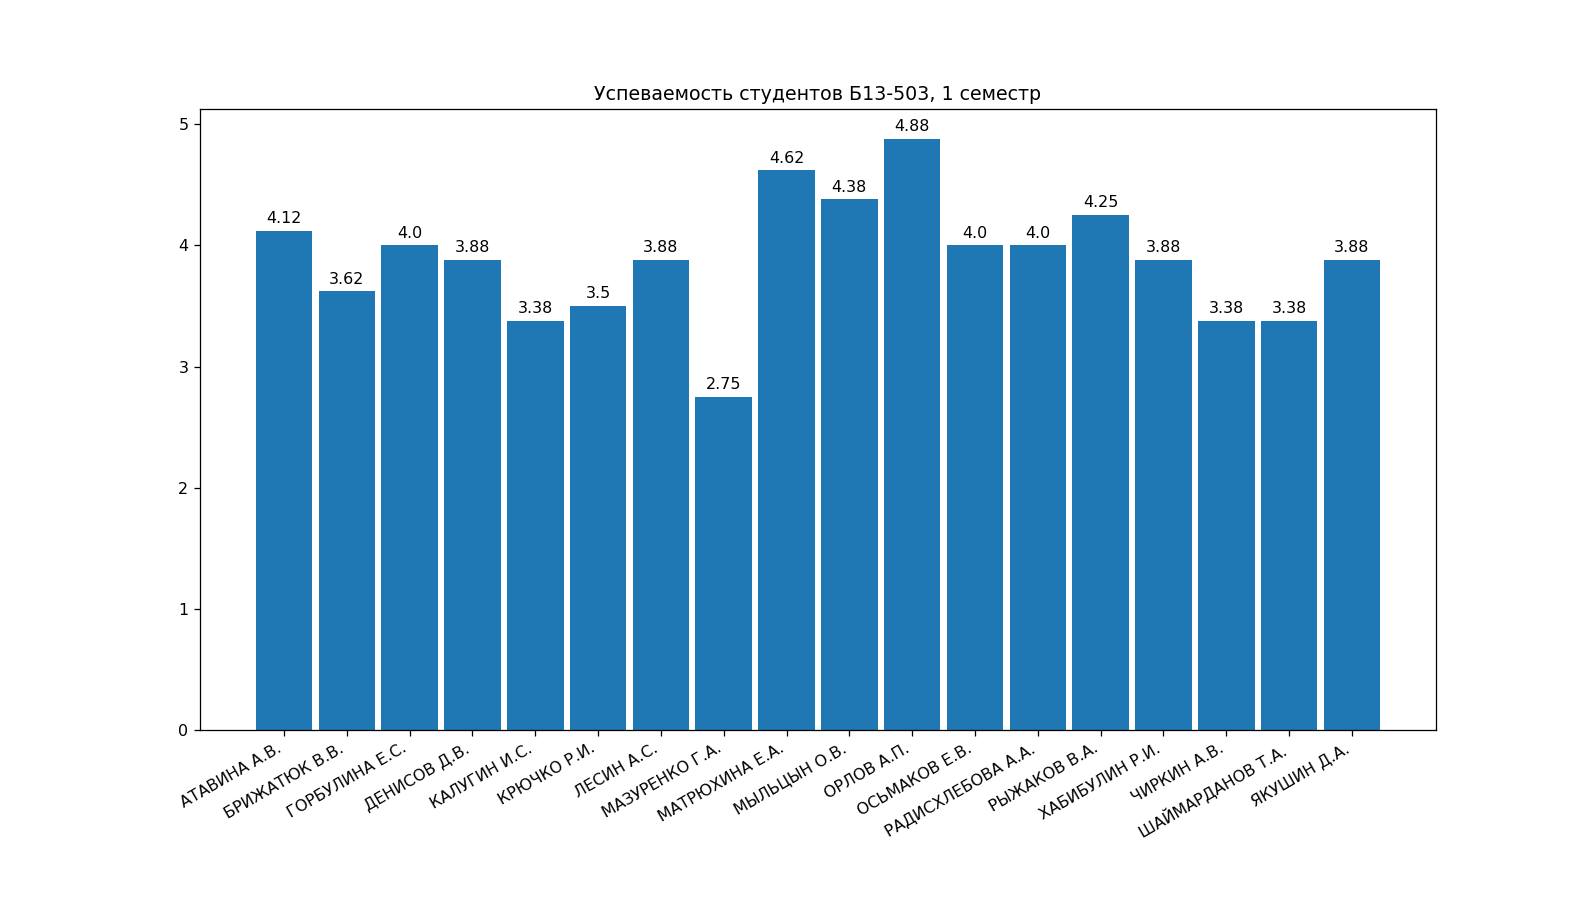 Успеваемость студентов Б13-503, 1 семестр
5
4
3
2
1
0
4.12
3.62
4.0
3.88
3.38
3.5
3.88
2.75
4.62
4.38
4.88
4.0
4.0
4.25
3.88
3.38
3.38
3.88
АТАВИНА А.В.
БРИЖАТЮК В.В.
ГОРБУЛИНА Е.С.
ДЕНИСОВ Д.В.
КАЛУГИН И.С.
КРЮЧКО Р.И.
ЛЕСИН А.С.
МАЗУРЕНКО Г.А.
МАТРЮХИНА Е.А.
МЫЛЬЦЫН О.В.
ОРЛОВ А.П.
ОСЬМАКОВ Е.В.
РАДИСХЛЕБОВА А.А.
РЫЖАКОВ В.А.
ХАБИБУЛИН Р.И.
ЧИРКИН А.В.
ШАЙМАРДАНОВ Т.А.
ЯКУШИН Д.А.